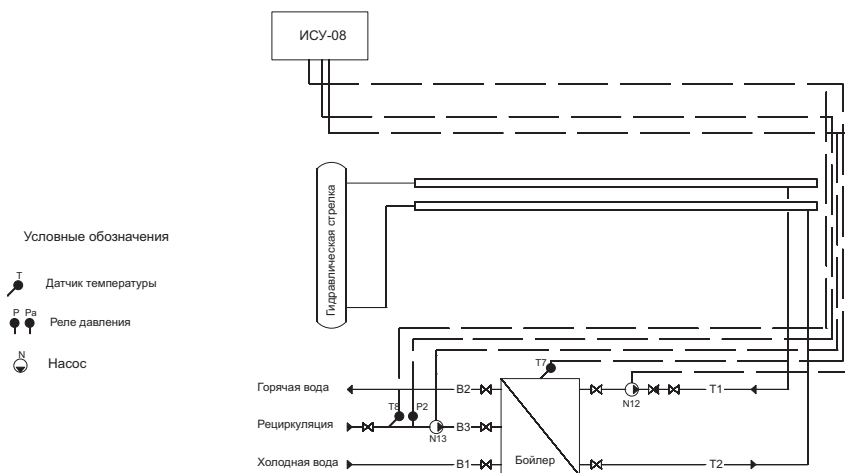 ИСУ-08
Гидравлическая стрелка
Условные обозначения
T
Датчик температуры
P Pa
Реле давления
N
Насос
T7
Горячая вода
B2
T1
N12
T8
P2
Рециркуляция
B3
N13
Холодная вода
B1
Бойлер
T2